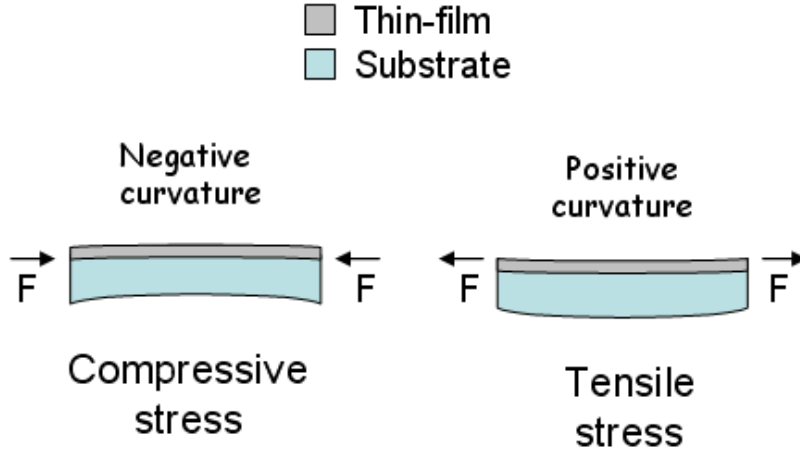 Thin-film
Substrate
Negative
curvature
Positive
curvature
F
F
F
F
Compressive
stress
Tensile
stress